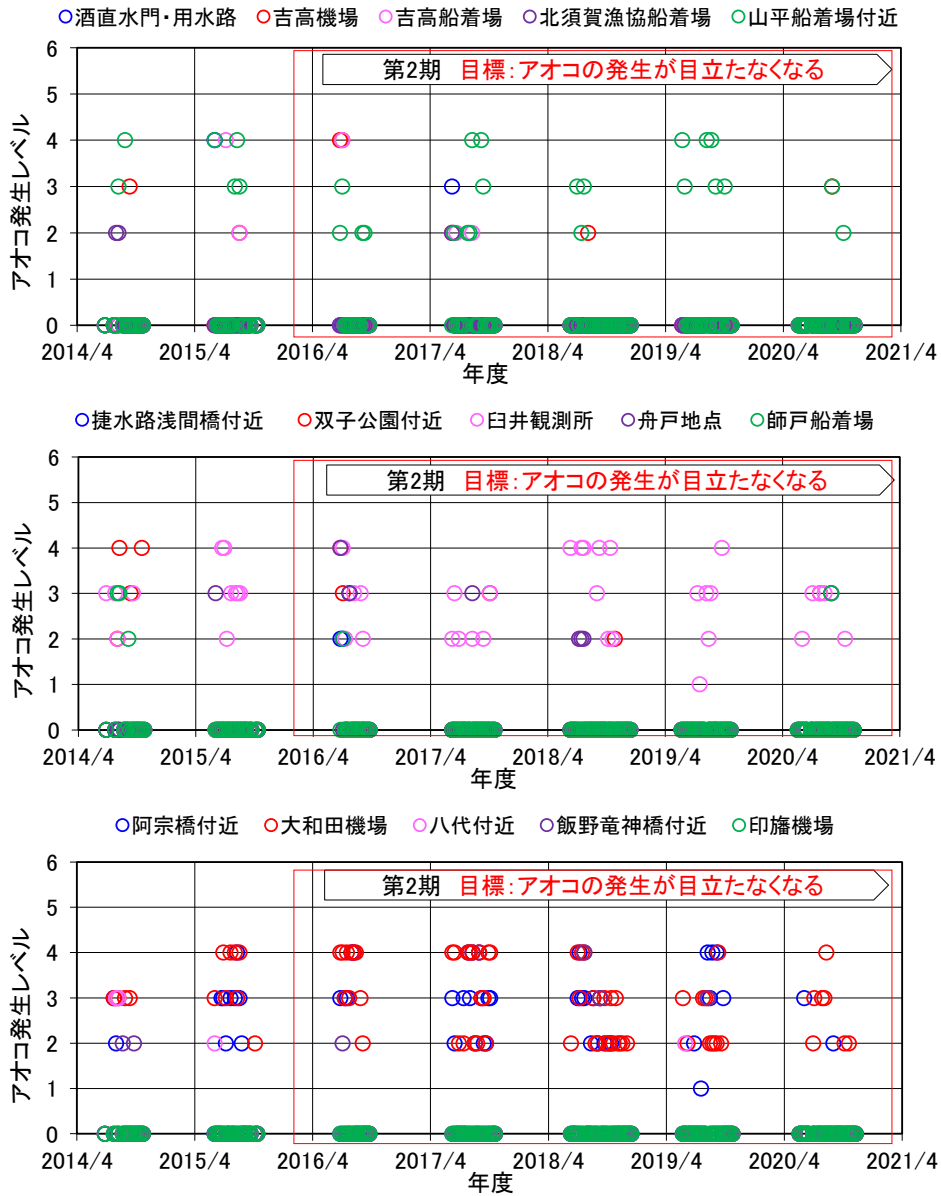 ○酒直水門・用水路 ○吉高機場 ○吉高船着場 ○北須賀漁協船着場 ○山平船着場付近
6
第2期 目標：アオコの発生が目立たなくなる
5
4
3
2
1
0
アオコ発生レベル
2014/4 2015/4 2016/4 2017/4 2018/4 2019/4 2020/4 2021/4
年度
○捷水路浅間橋付近 ○双子公園付近 ○臼井観測所 ○舟戸地点 ○師戸船着場
6
第2期 目標：アオコの発生が目立たなくなる
5
4
3
2
1
0
アオコ発生レベル
2014/4 2015/4 2016/4 2017/4 2018/4 2019/4 2020/4 2021/4
年度
○阿宗橋付近 ○大和田機場 ○八代付近 ○飯野竜神橋付近 ○印旛機場
6
第2期 目標：アオコの発生が目立たなくなる
5
4
3
2
1
0
アオコ発生レベル
2014/4 2015/4 2016/4 2017/4 2018/4 2019/4 2020/4 2021/4
年度